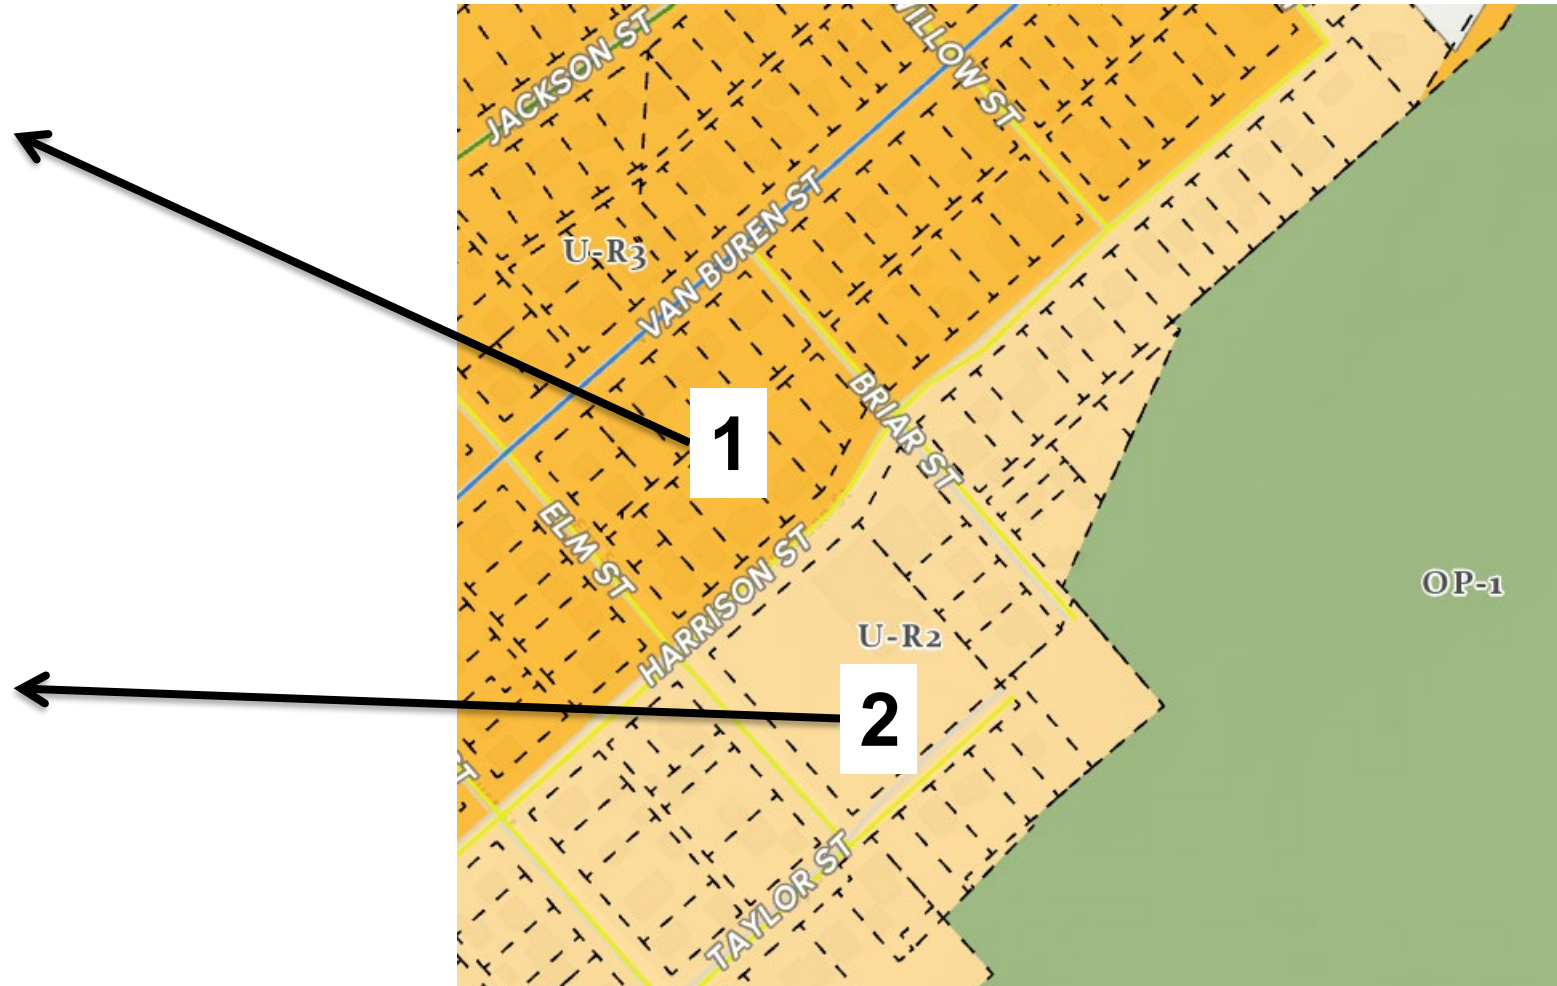 JACKSON ST
WILLOW ST
U-R3
VAN BUREN ST
1
BRIAR ST
ELM ST
HARRISON ST
OP-1
U-R2
2
ST
TAYLOR ST